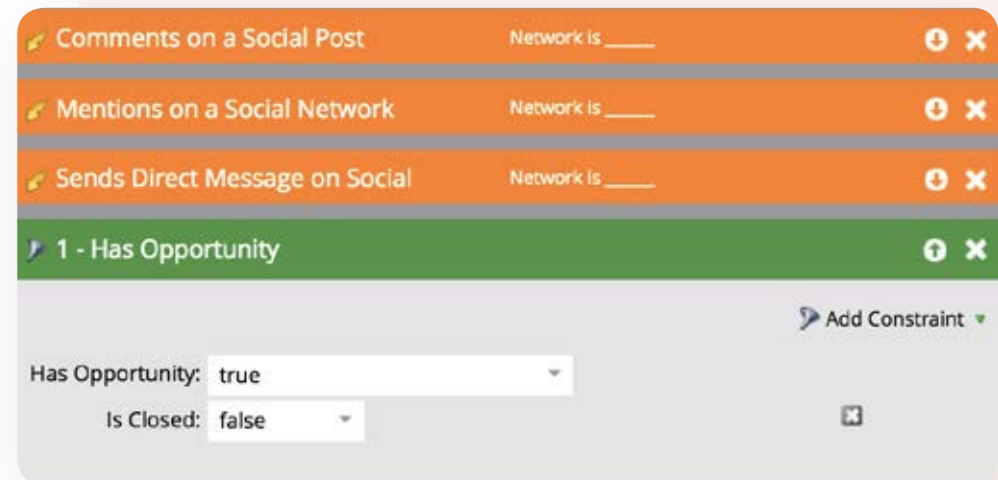 Comments on a Social Post Network is _____
Mentions on a Social Network Network is _____
Sends Direct Message on Social Network is _____
1 - Has Opportunity
Add Constraint
Has Opportunity: true
Is Closed: false